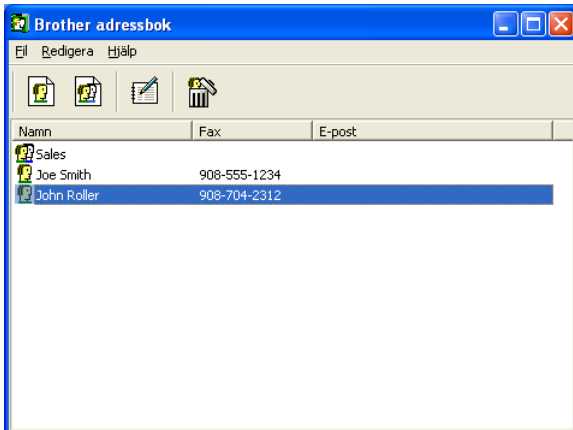 Brother adressbok
Fil Redigera Hjälp
Namn Fax E-post
Sales
Joe Smith 908-555-1234
John Roller 908-704-2312